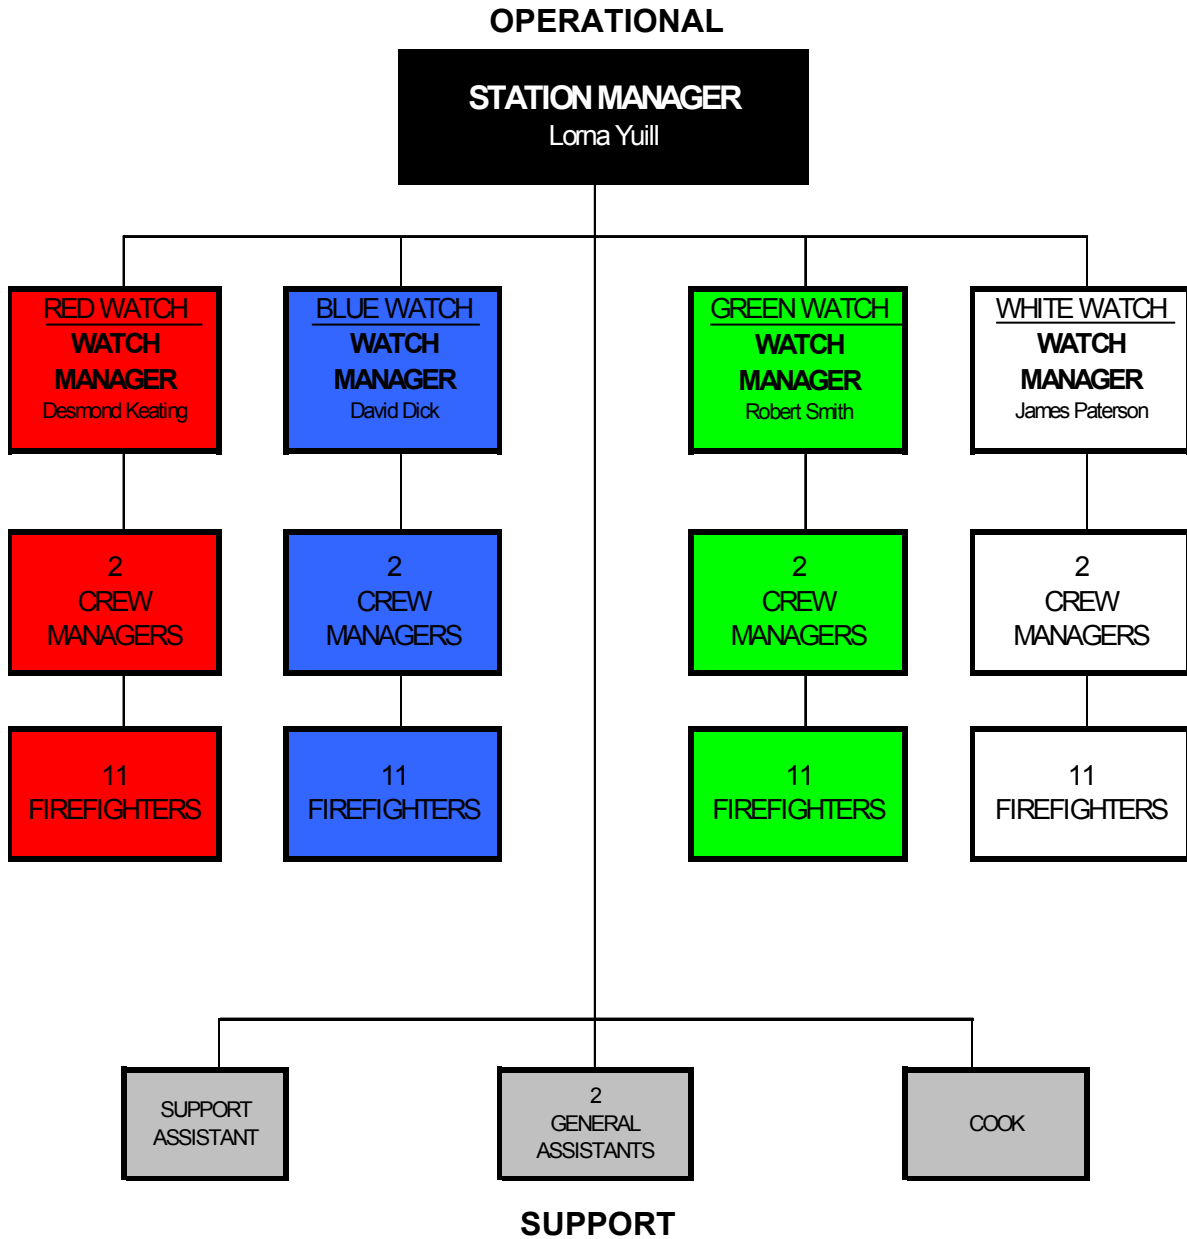 OPERATIONAL
STATION MANAGER
Lorna Yuill
RED WATCH
WATCH
MANAGER
Desmond Keating
BLUE WATCH
WATCH
MANAGER
David Dick
GREEN WATCH
WATCH
MANAGER
Robert Smith
WHITE WATCH
WATCH
MANAGER
James Paterson
2
CREW
MANAGERS
2
CREW
MANAGERS
2
CREW
MANAGERS
2
CREW
MANAGERS
11
FIREFIGHTERS
11
FIREFIGHTERS
11
FIREFIGHTERS
11
FIREFIGHTERS
SUPPORT
ASSISTANT
2
GENERAL
ASSISTANTS
COOK
SUPPORT